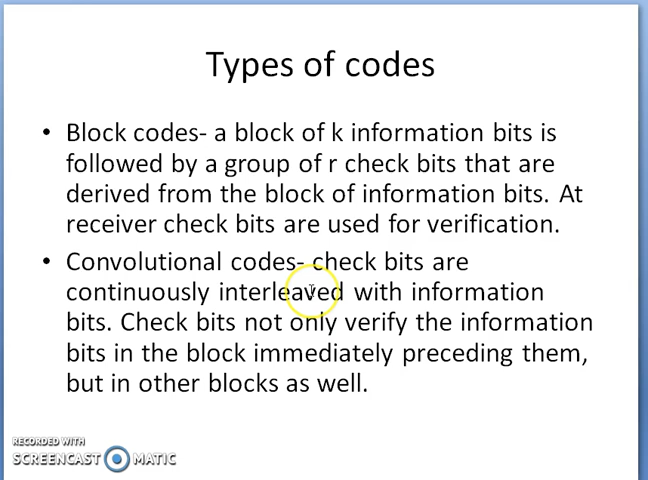 Types of codes
• Block codes- a block of k information bits is
followed by a group of r check bits that are
derived from the block of information bits. At
receiver check bits are used for verification.
• Convolutional codes- check bits are
continuously interleaved with information
bits. Check bits not only verify the information
bits in the block immediately preceding them,
but in other blocks as well.
RECORDED WITH
SCREENCAST MATIC